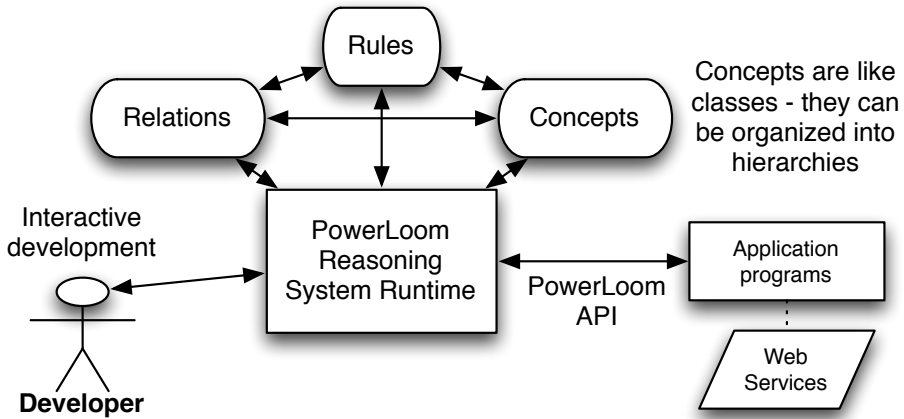 Rules
Relations
Concepts
Concepts are like
classes - they can
be organized into
hierarchies
Interactive
development
PowerLoom
Reasoning
System Runtime
PowerLoom
API
Application
programs
Web
Services
Developer